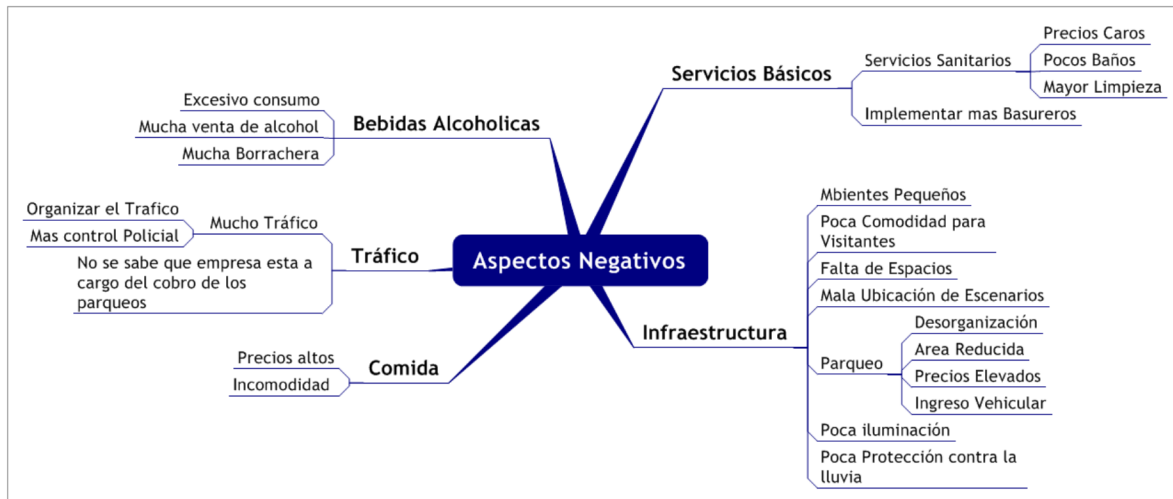 Aspectos Negativos
Servicios Básicos
Servicios Sanitarios
Precios Caros
Pocos Baños
Mayor Limpieza
Implementar mas Basureros
Infraestructura
Mbientes Pequeños
Poca Comodidad para
Visitantes
Falta de Espacios
Mala Ubicación de Escenarios
Parqueo
Desorganización
Area Reducida
Precios Elevados
Ingreso Vehicular
Poca iluminación
Poca Protección contra la
lluvia
Bebidas Alcoholicas
Excesivo consumo
Mucha venta de alcohol
Mucha Borrachera
Tráfico
Mucho Tráfico
Organizar el Trafico
Mas control Policial
No se sabe que empresa esta a
cargo del cobro de los
parqueos
Comida
Precios altos
Incomodidad